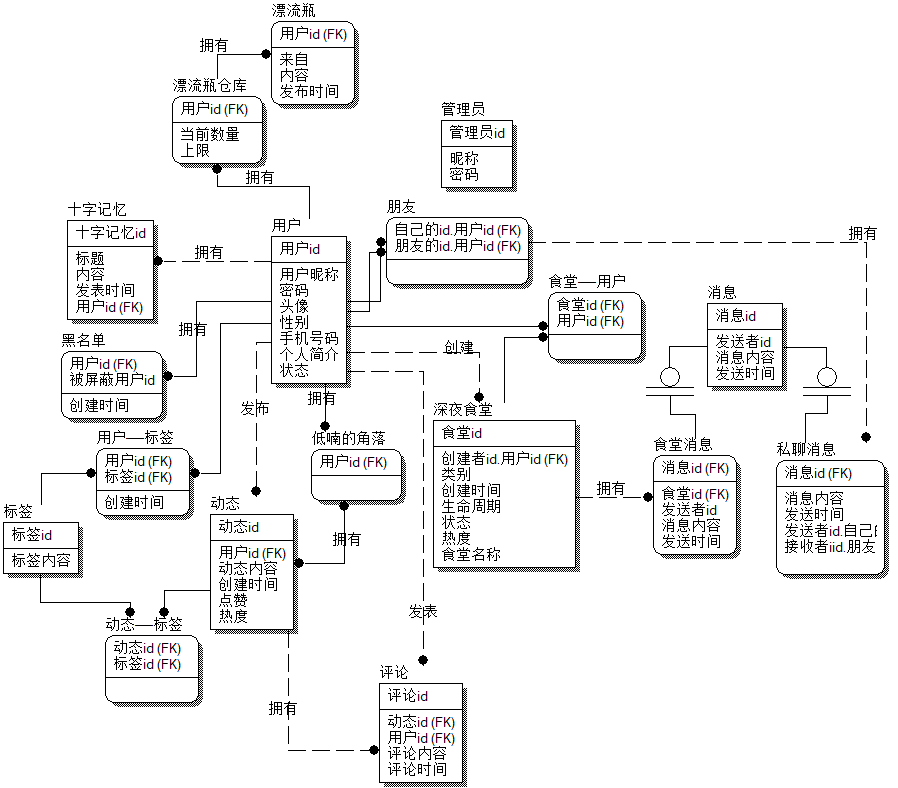 漂流瓶
用户id (FK)
来自
内容
发布时间
拥有
漂流瓶仓库
用户id (FK)
当前数量
上限
拥有
管理员
管理员id
昵称
密码
十字记忆
十字记忆id
标题
内容
发表时间
用户id (FK)
拥有
用户
用户id
用户昵称
密码
头像
性别
手机号码
个人简介
状态
朋友
自己的id.用户id (FK)
朋友的id.用户id (FK)
拥有
食堂——用户
食堂id (FK)
用户id (FK)
消息
消息id
发送者id
消息内容
发送时间
黑名单
用户id (FK)
被屏蔽用户id
创建时间
拥有
创建
发布
拥有
用户——标签
用户id (FK)
标签id (FK)
创建时间
低喃的角落
用户id (FK)
深夜食堂
食堂id
创建者id.用户id (FK)
类别
创建时间
生命周期
状态
热度
食堂名称
拥有
食堂消息
消息id (FK)
食堂id (FK)
发送者id
消息内容
发送时间
私聊消息
消息id (FK)
消息内容
发送时间
发送者iid.自己
接收者iid.朋友
标签
标签id
标签内容
动态
动态id
用户id (FK)
动态内容
创建时间
点赞
热度
拥有
动态——标签
动态id (FK)
标签id (FK)
发表
拥有
评论
评论id
动态id (FK)
用户id (FK)
评论内容
评论时间